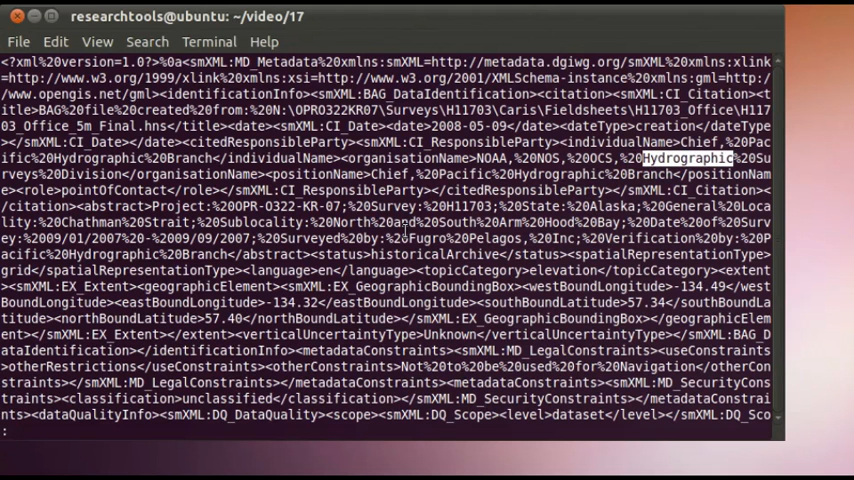 researchtools@ubuntu: ~/video/17
File Edit View Search Terminal Help
<?xml%20version=1.0?>%0a<smXML:MD_Metadata%20xmlns:smXML=http://metadata.dgiwg.org/smXML%20xmlns:xlink
=http://www.w3.org/1999/xlink%20xmlns:xsi=http://www.w3.org/2001/XMLSchema-instance%20xmlns:gml=http:/
/www.opengis.net/gml><identificationInfo><smXML:BAG_DataIdentification><citation><smXML:CI_Citation><t
itle>BAG%20file%20created%20from:%20N:\OPRO322KR07\Surveys\H11703\Caris\Fieldsheets\H11703_Office\H117
03_Office_5m_Final.hns</title><date><smXML:CI_Date><date>2008-05-09</date><dateType>creation</dateType
></smXML:CI_Date></date><citedResponsibleParty><smXML:CI_ResponsibleParty><individualName>Chief,%20Pac
ific%20Hydrographic%20Branch</individualName><organisationName>NOAA,%20NOS,%20OCS,%20Hydrographic%20Su
rveys%20Division</organisationName><positionName>Chief,%20Pacific%20Hydrographic%20Branch</positionNam
e><role>pointOfContact</role></smXML:CI_ResponsibleParty></citedResponsibleParty></smXML:CI_Citation><
/citation><abstract>Project:%20OPR-O322-KR-07;%20Survey:%20H11703;%20State:%20Alaska;%20General%20Loca
lity:%20Chathman%20Strait;%20Sublocality:%20North%20and%20South%20Arm%20Hood%20Bay;%20Date%20of%20Surv
ey:%2009/01/2007%20-%2009/09/2007;%20Surveyed%20by:%20Fugro%20Pelagos,%20Inc;%20Verification%20by:%20P
acific%20Hydrographic%20Branch</abstract><status>historicalArchive</status><spatialRepresentationType>
grid</spatialRepresentationType><language>en</language><topicCategory>elevation</topicCategory><extent
><smXML:EX_Extent><geographicElement><smXML:EX_GeographicBoundingBox><westBoundLongitude>-134.49</west
BoundLongitude><eastBoundLongitude>-134.32</eastBoundLongitude><southBoundLatitude>57.34</southBoundLa
titude><northBoundLatitude>57.40</northBoundLatitude></smXML:EX_GeographicBoundingBox></geographicElem
ent></smXML:EX_Extent></extent><verticalUncertaintyType>Unknown</verticalUncertaintyType></smXML:BAG_D
ataIdentification></identificationInfo><metadataConstraints><smXML:MD_LegalConstraints><useConstraints
>otherRestrictions</useConstraints><otherConstraints>Not%20to%20be%20used%20for%20Navigation</otherCon
straints></smXML:MD_LegalConstraints></metadataConstraints><metadataConstraints><smXML:MD_SecurityCons
traints><classification>unclassified</classification></smXML:MD_SecurityConstraints></metadataConstrai
nts><dataQualityInfo><smXML:DQ_DataQuality><scope><smXML:DQ_Scope><level>dataset</level></smXML:DQ_Sco
: